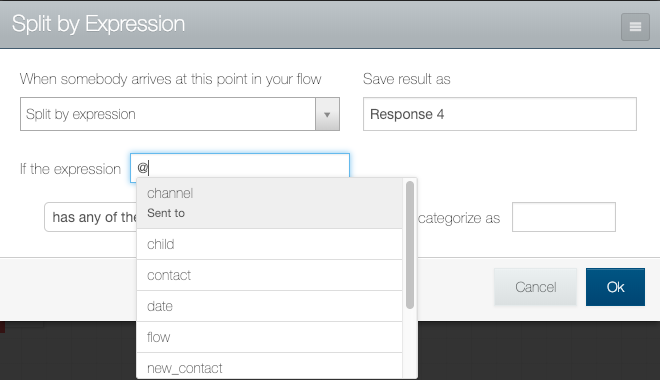 Split by Expression
When somebody arrives at this point in your flow
Save result as
Split by expression
Response 4
If the expression
@
channel
Sent to
has any of the
categorize as
child
contact
date
flow
new_contact
Cancel
Ok